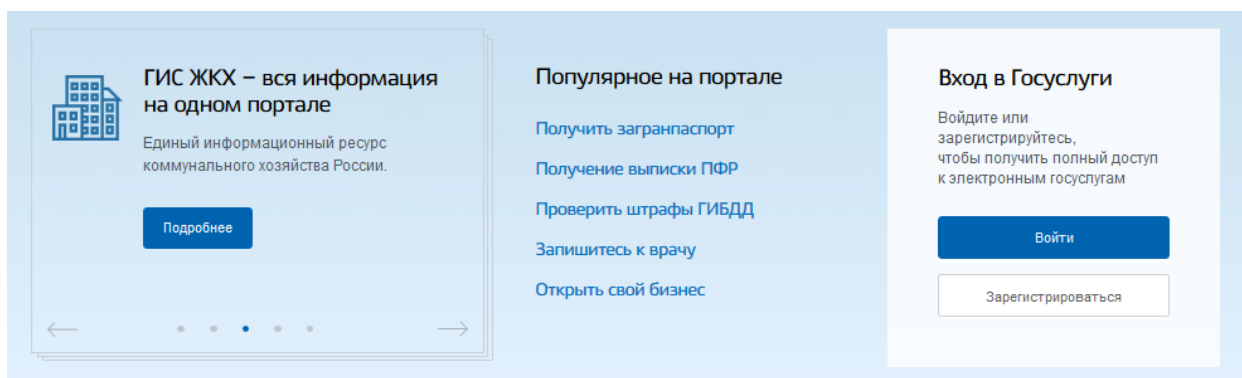 ГИС ЖКХ – вся информация
на одном портале
Единый информационный ресурс
коммунального хозяйства России.
Подробнее
Популярное на портале
Получить загранпаспорт
Получение выписки ПФР
Проверить штрафы ГИБДД
Запишитесь к врачу
Открыть свой бизнес
Вход в Госуслуги
Войдите или
зарегистрируйтесь,
чтобы получить полный доступ
к электронным госуслугам
Войти
Зарегистрироваться